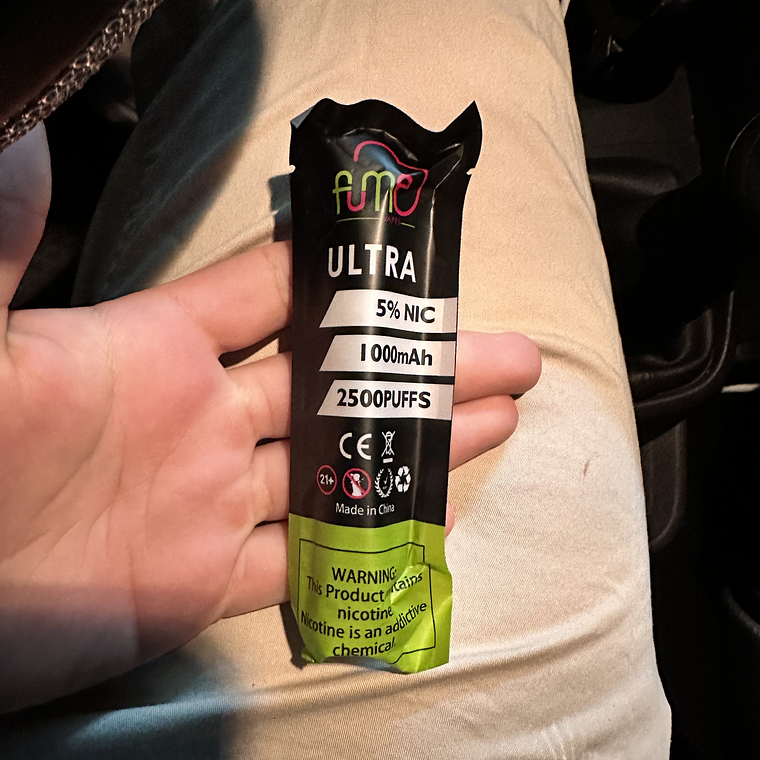 fume
ULTRA
5% NIC
1000mAh
2500PUFFS
CE
21+
Made in China
WARNING:
This Product tains
nicotine
Nicotine is an addictive
chemical